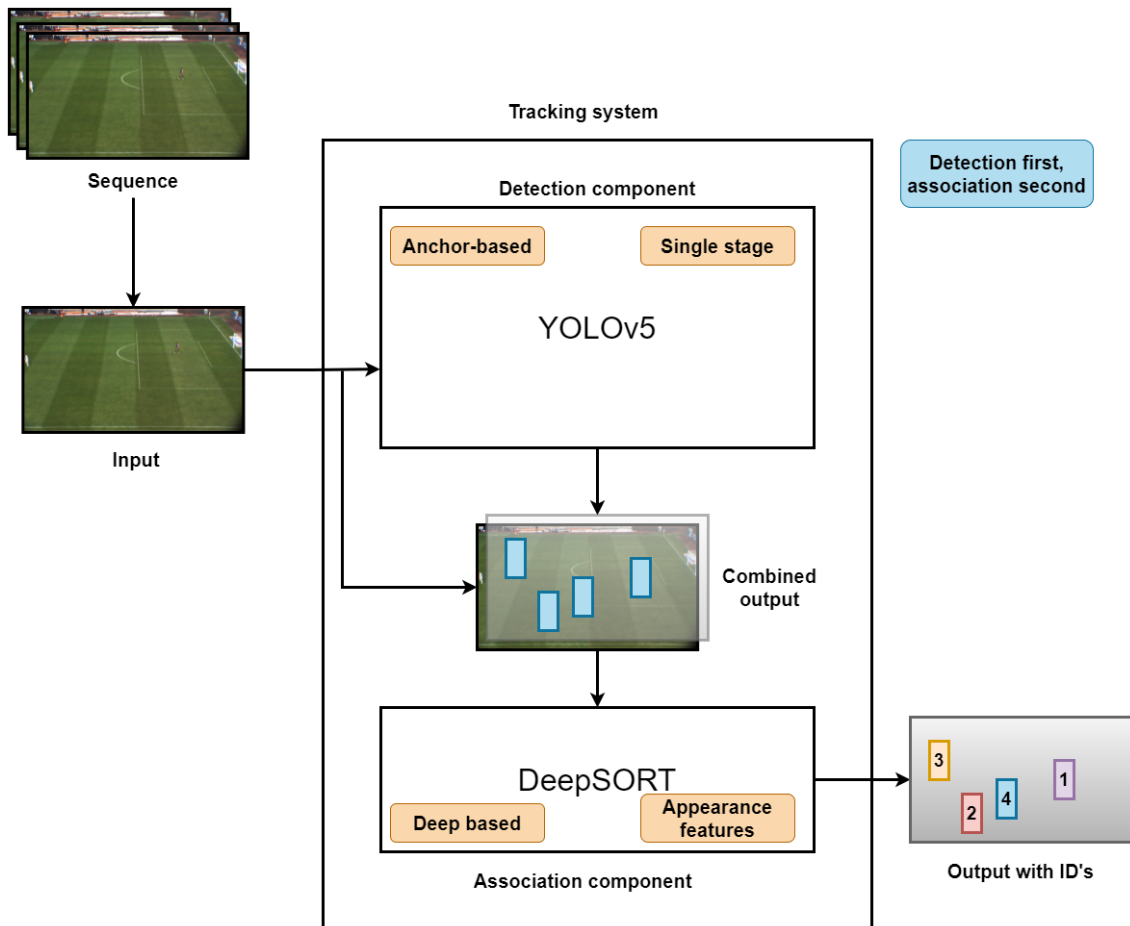 Sequence
Input
Tracking system
Detection component
Anchor-based
Single stage
YOLOv5
Combined
output
DeepSORT
Deep based
Appearance
features
Association component
Detection first,
association second
3
2
4
1
Output with ID's